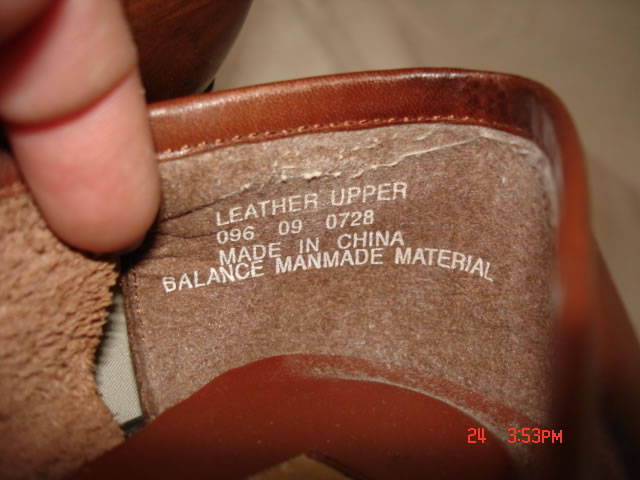 LEATHER UPPER
096 09 0728
MADE IN CHINA
BALANCE MANMADE MATERIAL
24 3:53PM